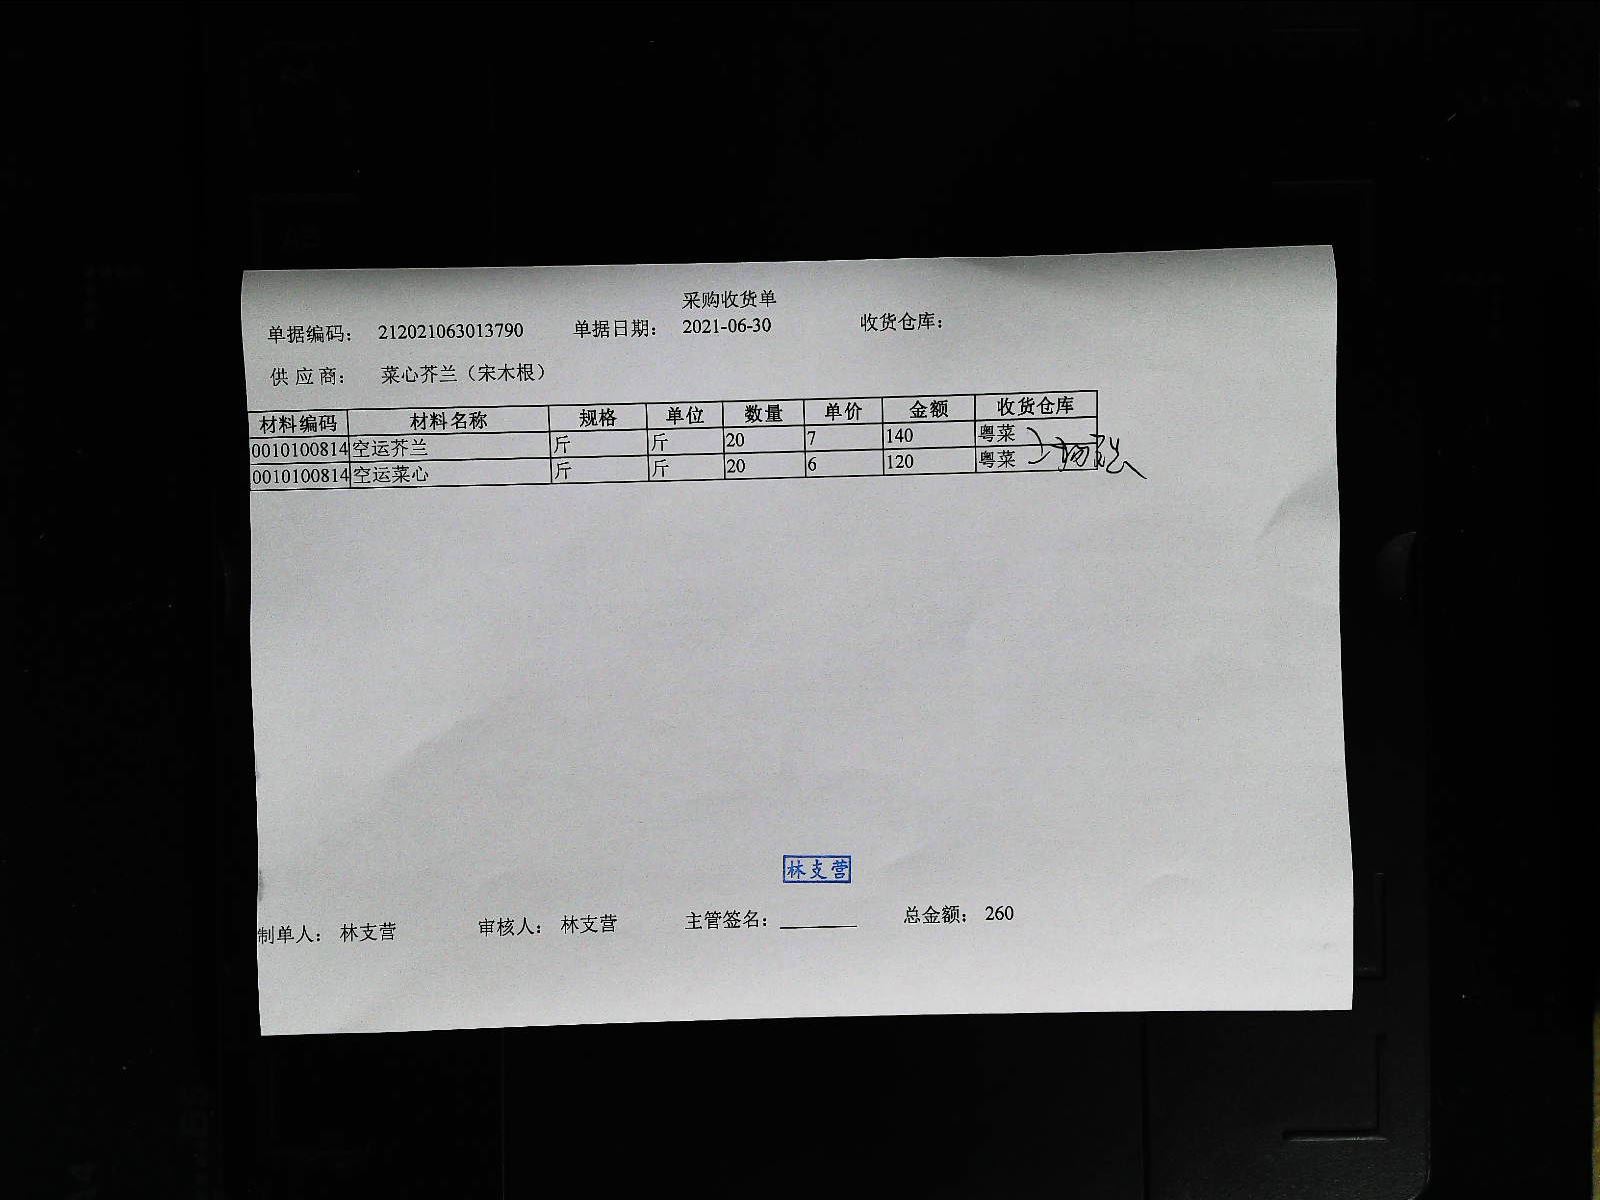 采购收货单
单据编码： 212021063013790 单据日期： 2021-06-30 收货仓库：
供 应 商： 菜心芥兰（宋木根）
材料编码 材料名称 规格 单位 数量 单价 金额 收货仓库
0010100814 空运芥兰 斤 斤 20 7 140 粤菜
0010100814 空运菜心 斤 斤 20 6 120 粤菜
林支营
制单人： 林支营 审核人： 林支营 主管签名： 总金额： 260